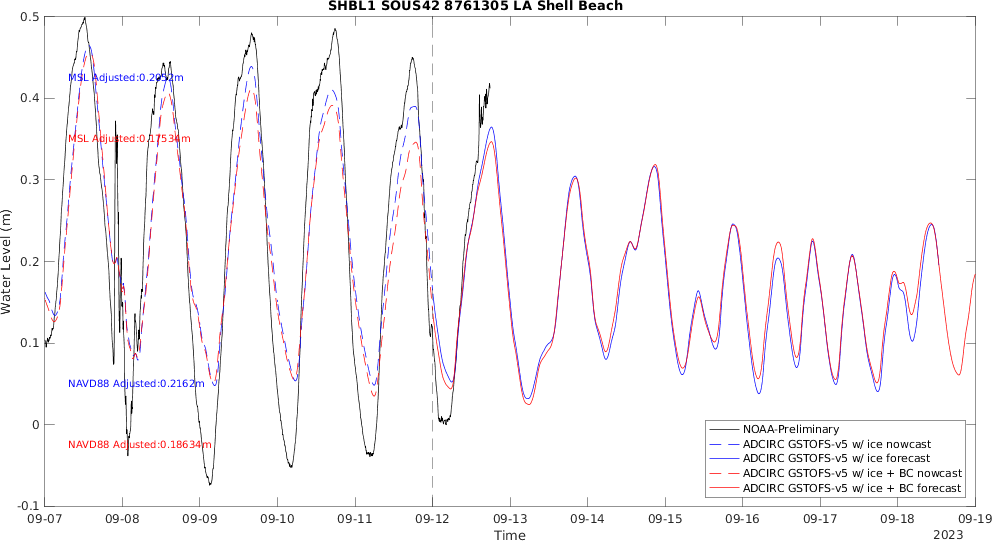 SHBL1 SOUS42 8761305 LA Shell Beach
0.5
0.4
0.3
0.2
0.1
0
-0.1
Water Level (m)
MSL Adjusted:0.2052m
MSL Adjusted:0.17534m
NAVD88 Adjusted:0.2162m
NAVD88 Adjusted:0.18634m
NOAA-Preliminary
ADCIRC GSTOFS-v5 w/ ice nowcast
ADCIRC GSTOFS-v5 w/ ice forecast
ADCIRC GSTOFS-v5 w/ ice + BC nowcast
ADCIRC GSTOFS-v5 w/ ice + BC forecast
09-07 09-08 09-09 09-10 09-11 09-12 09-13 09-14 09-15 09-16 09-17 09-18 09-19
Time
2023